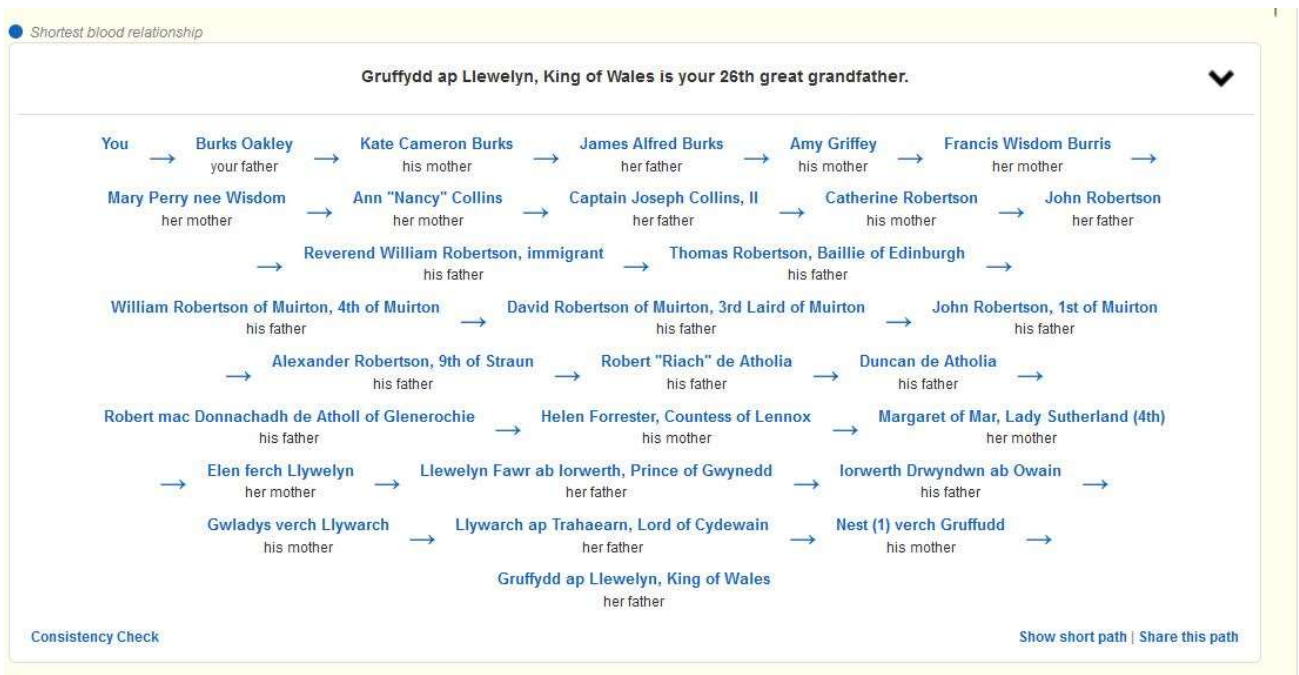 Shortest blood relationship
Gruffydd ap Llewelyn, King of Wales is your 26th great grandfather.
You → Burks Oakley → Kate Cameron Burks → James Alfred Burks → Amy Griffey → Francis Wisdom Burris →
your father his mother her father his mother her mother
Mary Perry nee Wisdom → Ann "Nancy" Collins → Captain Joseph Collins, II → Catherine Robertson → John Robertson
her mother her mother her father his mother her father
→ Reverend William Robertson, immigrant → Thomas Robertson, Baillie of Edinburgh →
his father his father
William Robertson of Muirton, 4th of Muirton → David Robertson of Muirton, 3rd Laird of Muirton → John Robertson, 1st of Muirton
his father his father his father
→ Alexander Robertson, 9th of Straun → Robert "Riach" de Atholia → Duncan de Atholia →
his father his father his father
Robert mac Donnachadh de Atholl of Glenerochie → Helen Forrester, Countess of Lennox → Margaret of Mar, Lady Sutherland (4th)
his father his mother her mother
→ Elen ferch Llywelyn → Llewelyn Fawr ab Iorwerth, Prince of Gwynedd → Iorwerth Drwyndwn ab Owain →
her mother her father his father
Gwladys verch Llywarch → Llywarch ap Trahaearn, Lord of Cydewain → Nest (1) verch Gruffudd →
his mother her father his mother
Gruffydd ap Llewelyn, King of Wales
her father
Consistency Check Show short path | Share this path